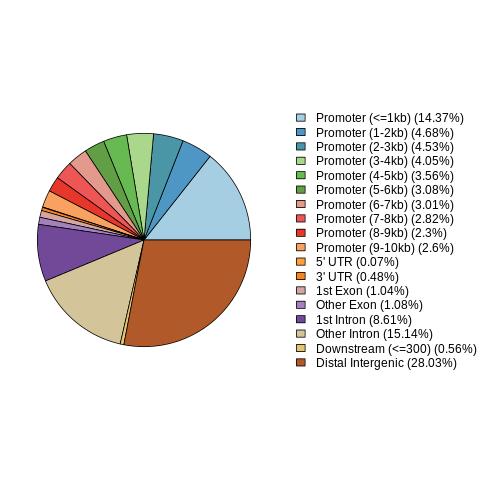 Promoter (<=1kb) (14.37%)
Promoter (1-2kb) (4.68%)
Promoter (2-3kb) (4.53%)
Promoter (3-4kb) (4.05%)
Promoter (4-5kb) (3.56%)
Promoter (5-6kb) (3.08%)
Promoter (6-7kb) (3.01%)
Promoter (7-8kb) (2.82%)
Promoter (8-9kb) (2.3%)
Promoter (9-10kb) (2.6%)
5' UTR (0.07%)
3' UTR (0.48%)
1st Exon (1.04%)
Other Exon (1.08%)
1st Intron (8.61%)
Other Intron (15.14%)
Downstream (<=300) (0.56%)
Distal Intergenic (28.03%)